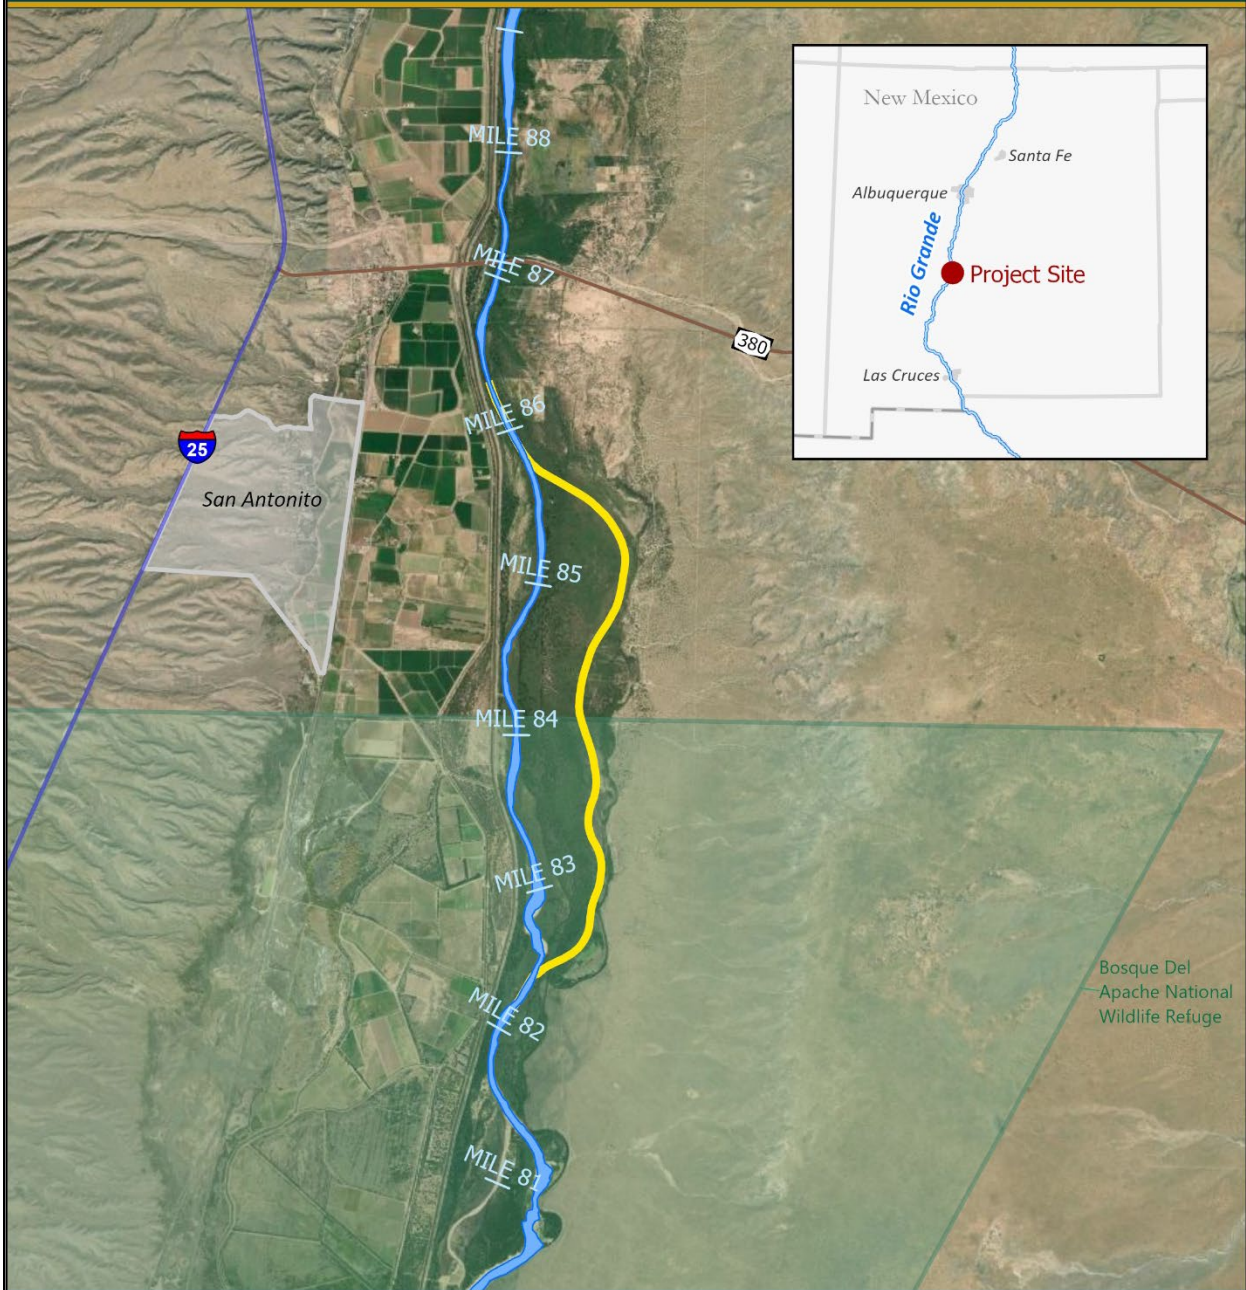 MILE 88
New Mexico
Santa Fe
Albuquerque
Rio Grande
Project Site
Las Cruces
MILE 87
380
MILE 86
25
San Antonito
MILE 85
MILE 84
MILE 83
Bosque Del
Apache National
Wildlife Refuge
MILE 82
MILE 81